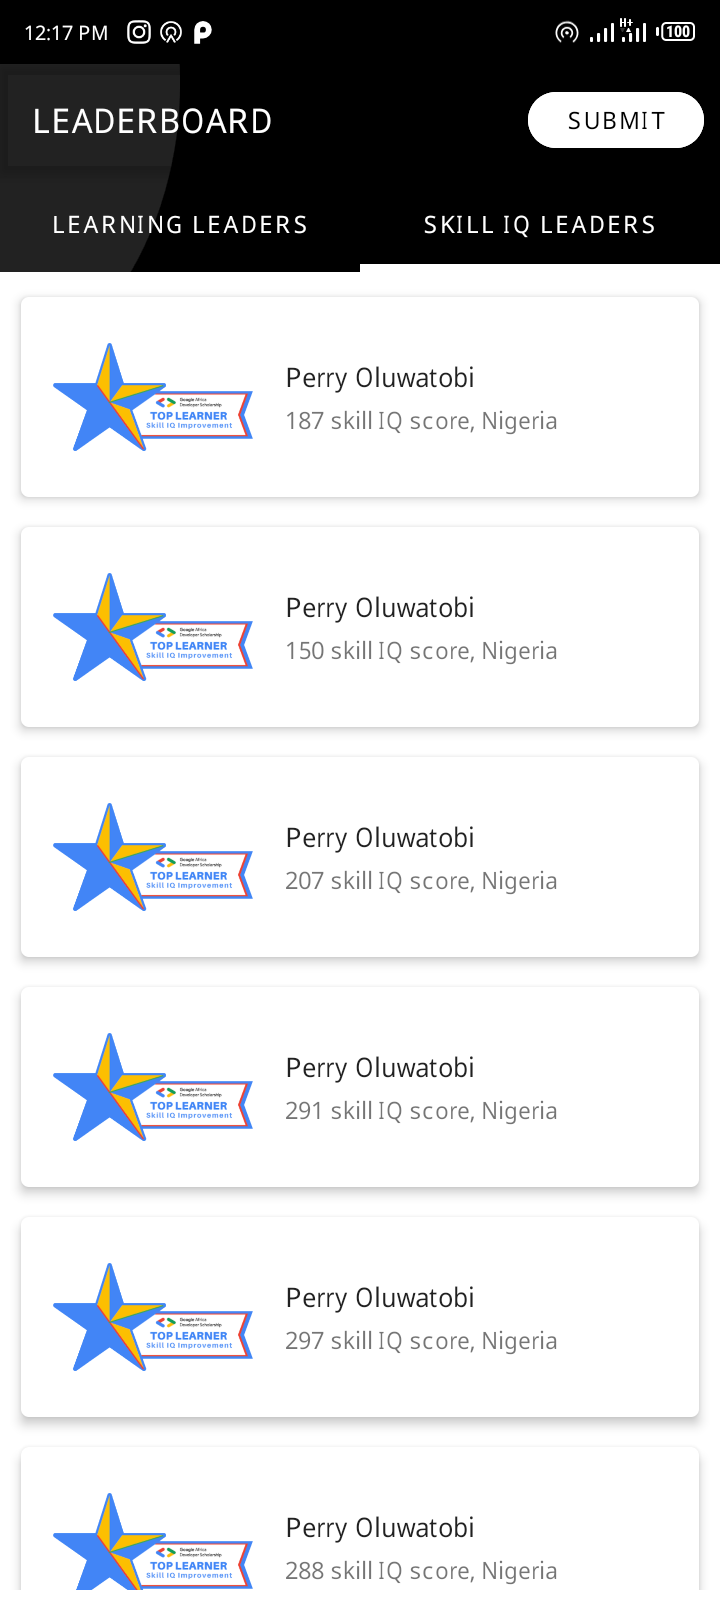 12:17 PM
H+
100
LEADERBOARD
SUBMIT
LEARNING LEADERS
SKILL IQ LEADERS
Google Africa
Developer Scholarship
TOP LEARNER
Skill IQ Improvement
Perry Oluwatobi
187 skill IQ score, Nigeria
Google Africa
Developer Scholarship
TOP LEARNER
Skill IQ Improvement
Perry Oluwatobi
150 skill IQ score, Nigeria
Google Africa
Developer Scholarship
TOP LEARNER
Skill IQ Improvement
Perry Oluwatobi
207 skill IQ score, Nigeria
Google Africa
Developer Scholarship
TOP LEARNER
Skill IQ Improvement
Perry Oluwatobi
291 skill IQ score, Nigeria
Google Africa
Developer Scholarship
TOP LEARNER
Skill IQ Improvement
Perry Oluwatobi
297 skill IQ score, Nigeria
Google Africa
Developer Scholarship
TOP LEARNER
Skill IQ Improvement
Perry Oluwatobi
288 skill IQ score, Nigeria